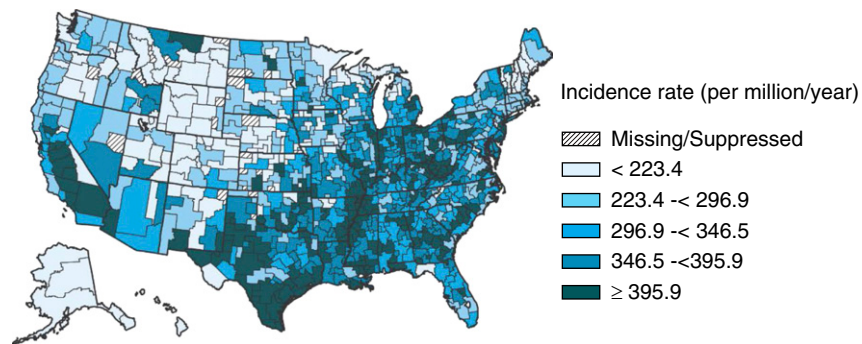 Incidence rate (per million/year)
Missing/Suppressed
< 223.4
223.4 -< 296.9
296.9 -< 346.5
346.5 -<395.9
≥ 395.9